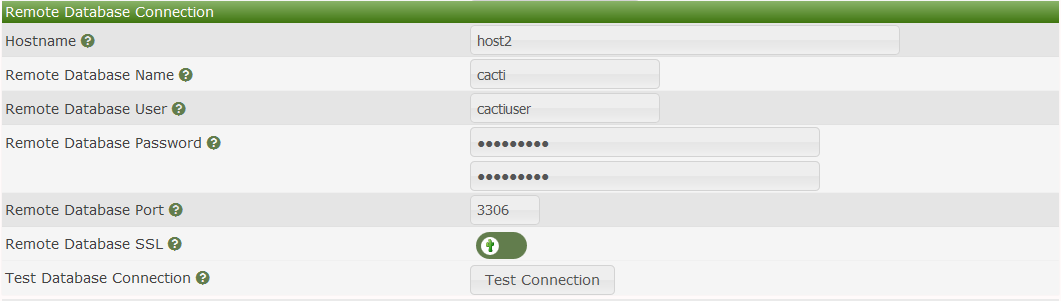 Remote Database Connection
Hostname ?
host2
Remote Database Name ?
cacti
Remote Database User ?
cactiuser
Remote Database Password ?
●●●●●●●●●
●●●●●●●●●
Remote Database Port ?
3306
Remote Database SSL ?
Test Database Connection ?
Test Connection